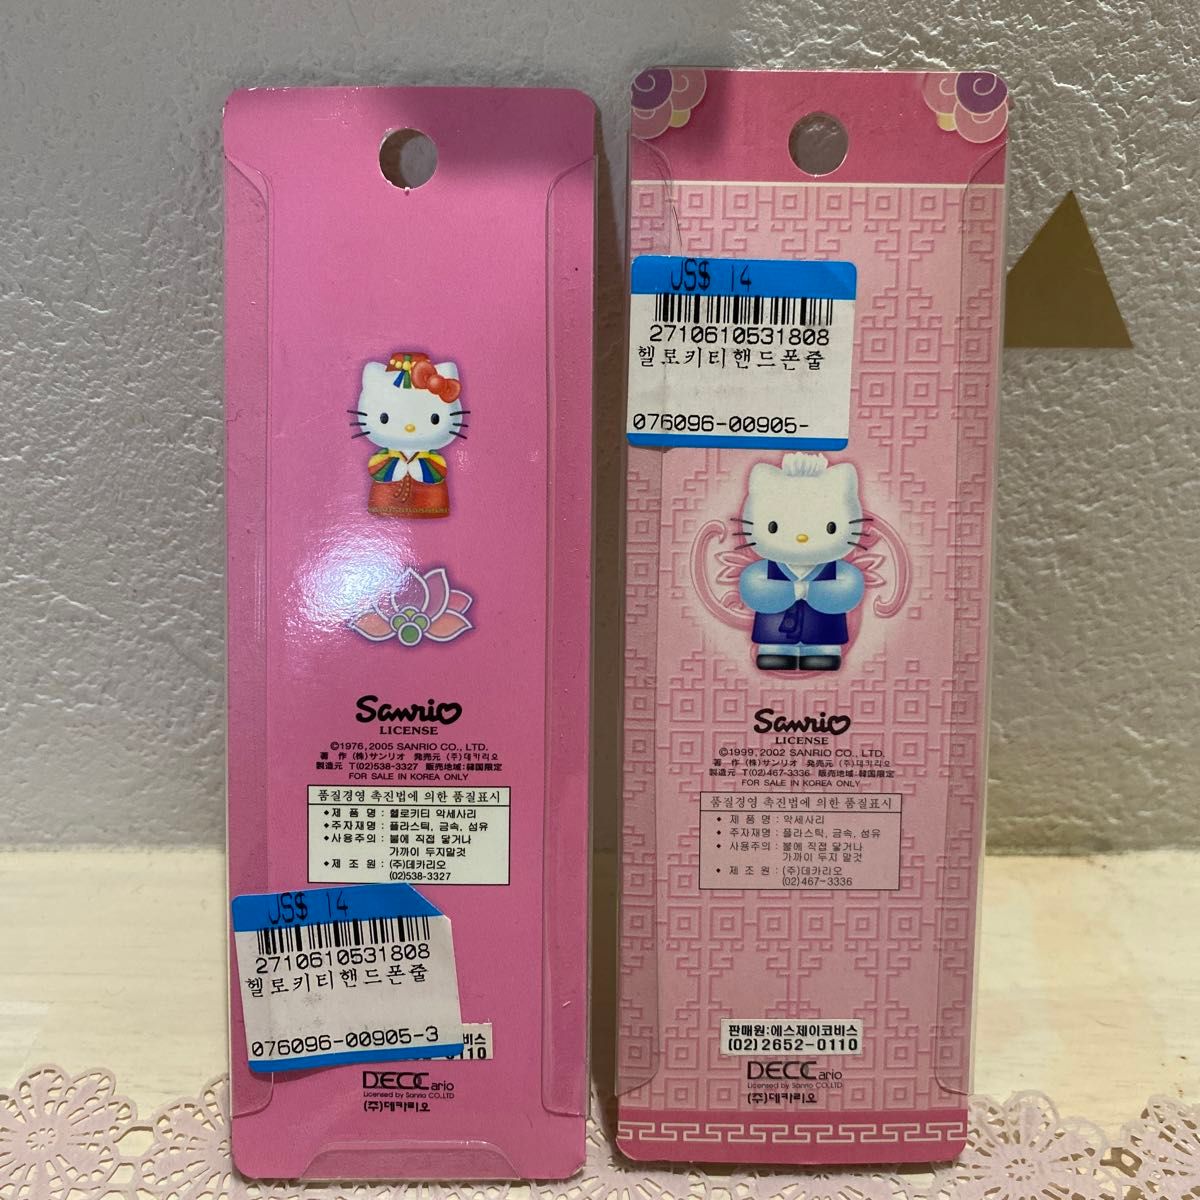 Sanrio
LICENSE
©1976, 2005 SANRIO CO., LTD.
著 作 (株)サンリオ 発売元 (주)데카리오
製造元 T(02)538-3327 販売地域:韓国限定
FOR SALE IN KOREA ONLY
품질경영 촉진법에 의한 품질표시
◆제 품 명 : 헬로키티 악세사리
◆주자재명 : 플라스틱, 금속, 섬유
◆사용주의 : 불에 직접 닿거나
가까이 두지말것
◆제 조 원 : (주)데카리오
(02)538-3327
US$ 14
2710610531808
헬로키티핸드폰줄
076096-00905-3
비스
0110
DECCario
Licensed by Sanrio CO.,LTD
(주)데카리오
US$ 14
2710610531808
헬로키티핸드폰줄
076096-00905-
Sanrio
LICENSE
©1999, 2002 SANRIO CO., LTD.
著 作 (株)サンリオ 発売元 (주)데카리오
製造元 T(02)467-3336 販売地域:韓国限定
FOR SALE IN KOREA ONLY
품질경영 촉진법에 의한 품질표시
◆ 제 품 명 : 악세사리
◆ 주자재명 : 플라스틱, 금속, 섬유
◆ 사용주의 : 불에 직접 닿거나
가까이 두지 말것
◆ 제 조 원 : (주)데카리오
(02)467-3336
판매원:에스제이코비스
(02)2652-0110
DECCario
Licensed by Sanrio CO.,LTD
(주)데카리오